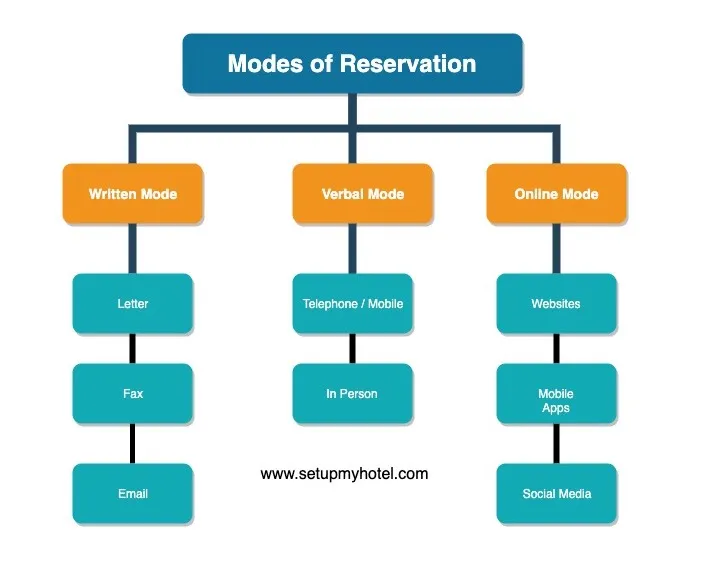 Modes of Reservation
Written Mode
Verbal Mode
Online Mode
Letter
Telephone / Mobile
Websites
Fax
In Person
Mobile
Apps
www.setupmyhotel.com
Email
Social Media